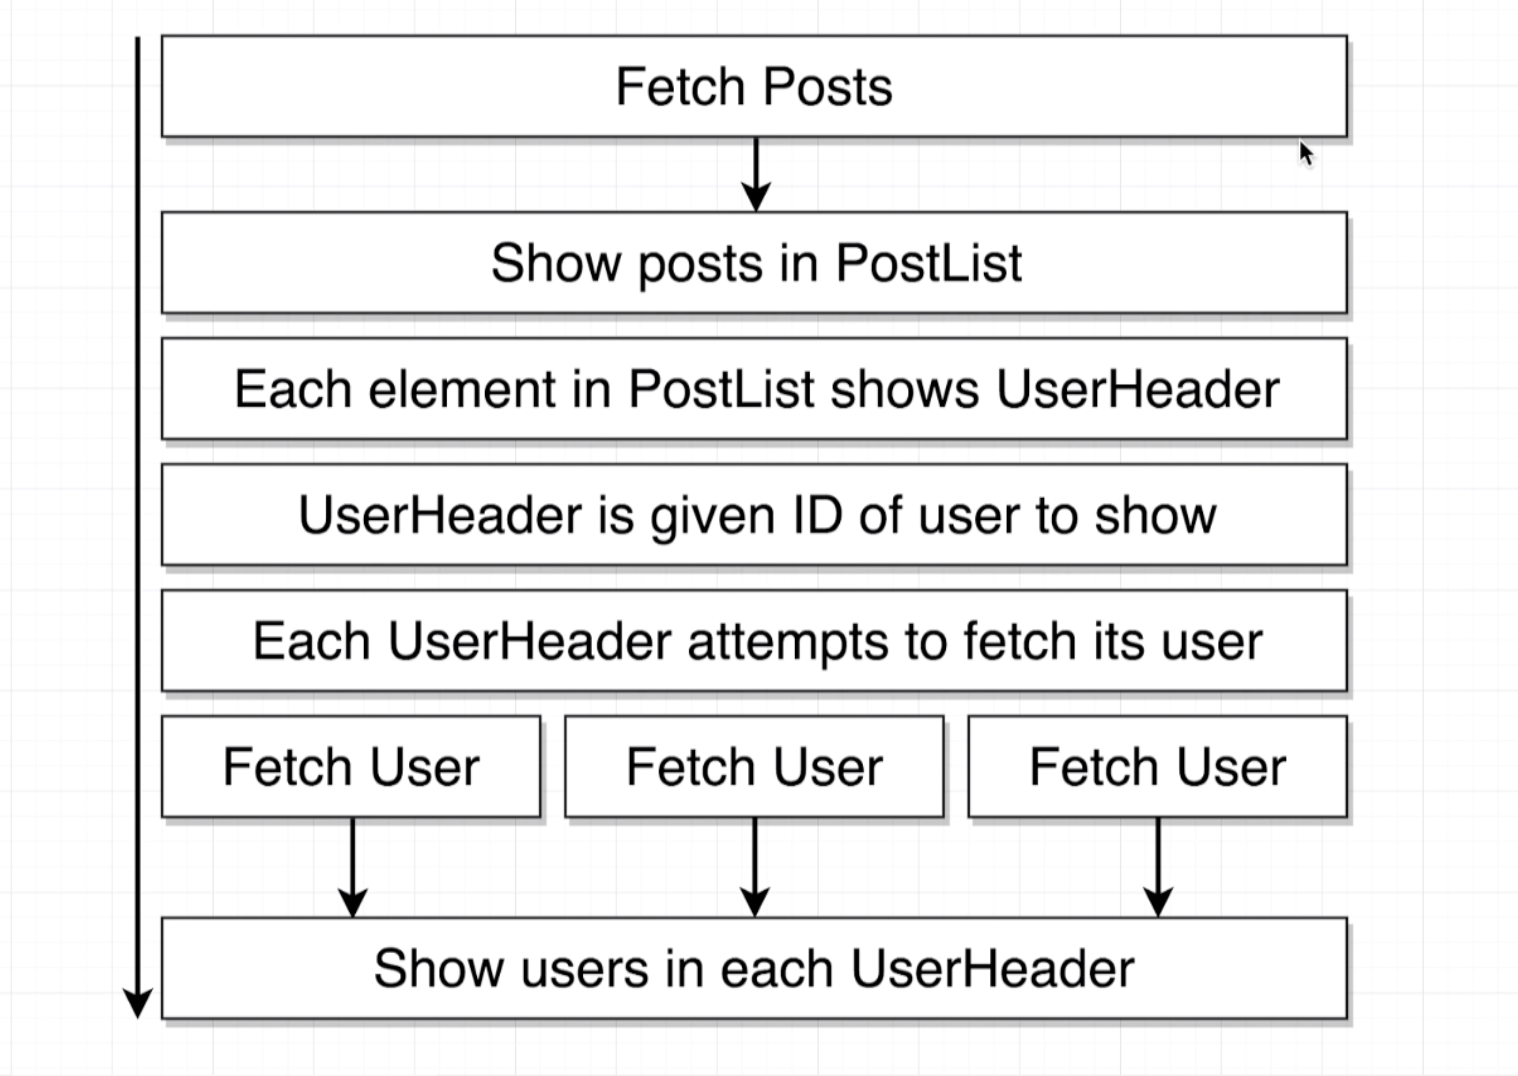 Fetch Posts
Show posts in PostList
Each element in PostList shows UserHeader
UserHeader is given ID of user to show
Each UserHeader attempts to fetch its user
Fetch User
Fetch User
Fetch User
Show users in each UserHeader